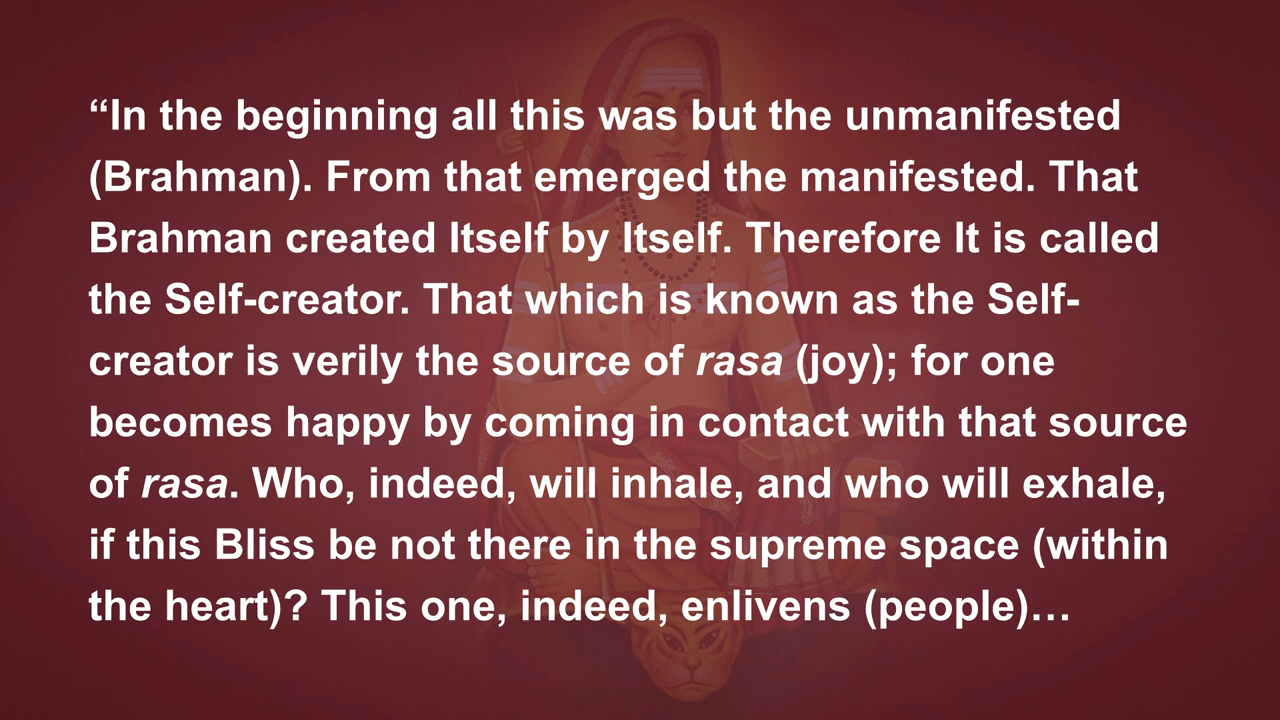 “In the beginning all this was but the unmanifested
(Brahman). From that emerged the manifested. That
Brahman created Itself by Itself. Therefore It is called
the Self-creator. That which is known as the Self-
creator is verily the source of rasa (joy); for one
becomes happy by coming in contact with that source
of rasa. Who, indeed, will inhale, and who will exhale,
if this Bliss be not there in the supreme space (within
the heart)? This one, indeed, enlivens (people)…